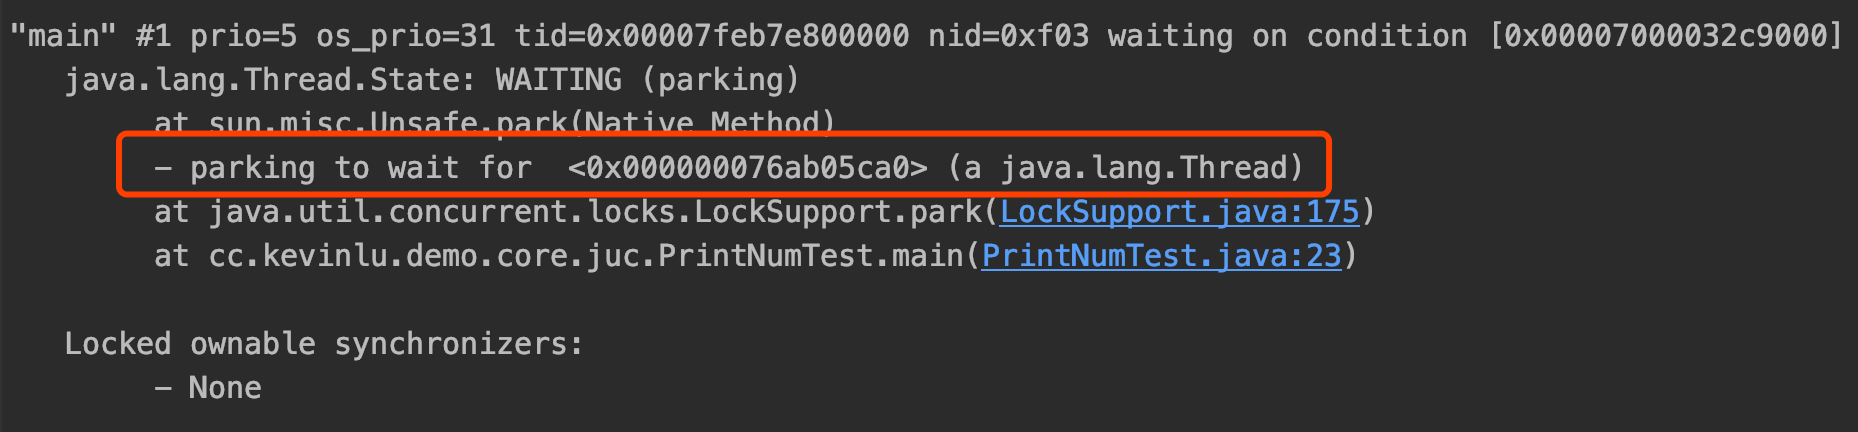 "main" #1 prio=5 os_prio=31 tid=0x00007feb7e800000 nid=0xf03 waiting on condition [0x00007000032c9000]
java.lang.Thread.State: WAITING (parking)
at sun.misc.Unsafe.park(Native Method)
- parking to wait for  <0x000000076ab05ca0> (a java.lang.Thread)
at java.util.concurrent.locks.LockSupport.park(LockSupport.java:175)
at cc.kevinlu.demo.core.juc.PrintNumTest.main(PrintNumTest.java:23)
Locked ownable synchronizers:
- None